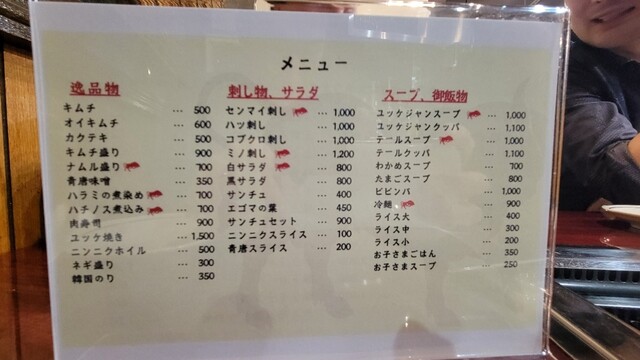 メニュー
逸品物
キムチ … 500
オイキムチ … 600
カクテキ … 500
キムチ盛り … 900
ナムル盛り … 700
青唐味噌 … 350
ハラミの煮染め … 700
ハチノス煮込み … 700
肉寿司 … 900
ユッケ焼き … 1,500
ニンニクホイル … 500
ネギ盛り … 300
韓国のり … 350
刺し物、サラダ
センマイ刺し … 1,000
ハツ刺し … 1,000
コブクロ刺し … 1,000
ミノ刺し … 1,200
白サラダ … 800
黒サラダ … 800
サンチュ … 400
エゴマの葉 … 450
サンチュセット … 900
ニンニクスライス … 100
青唐スライス … 200
スープ、御飯物
ユッケジャンスープ … 1,000
ユッケジャンクッパ … 1,100
テールスープ … 1,000
テールクッパ … 1,100
わかめスープ … 700
たまごスープ … 800
ビビンバ … 1,000
冷麺 … 900
ライス大 … 400
ライス中 … 300
ライス小 … 200
お子さまごはん … 350
お子さまスープ … 250